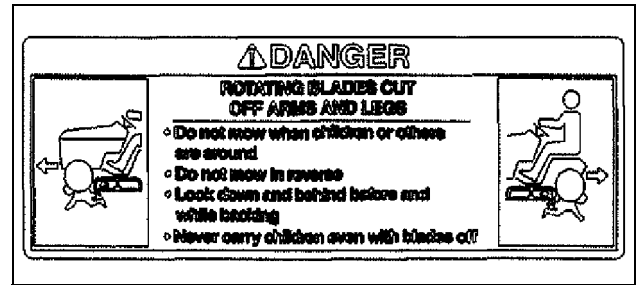 ⚠DANGER
ROTATING BLADES CUT
OFF ARMS AND LEGS
◦ Do not mow when children or others
are around
◦ Do not mow in reverse
◦ Look down and behind before and
while backing
◦ Never carry children even with blades off